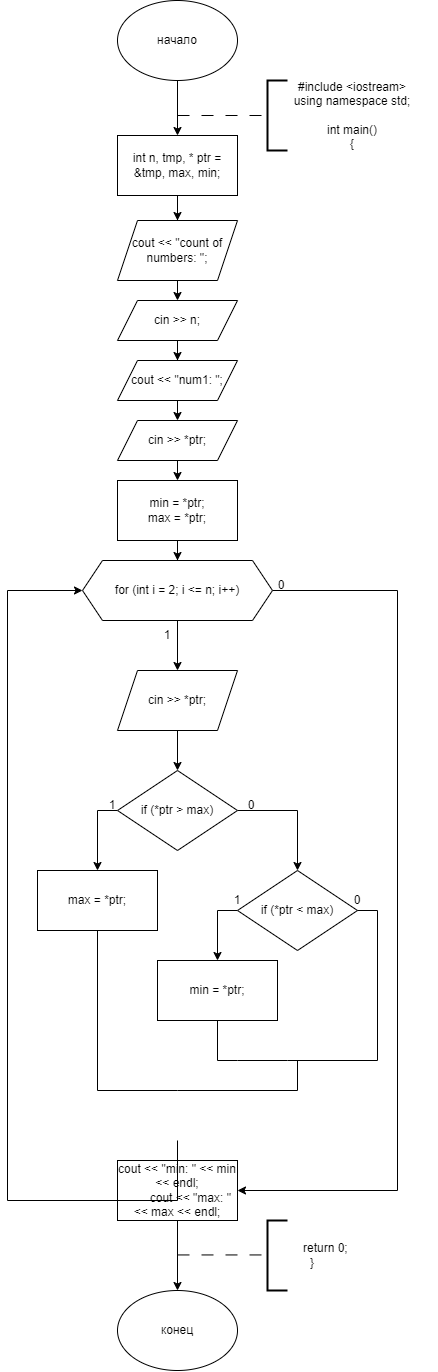 начало
#include <iostream>
using namespace std;
int main()
{
int n, tmp, * ptr =
&tmp, max, min;
cout << "count of
numbers: ";
cin >> n;
cout << "num1: ";
cin >> *ptr;
min = *ptr;
max = *ptr;
for (int i = 2; i <= n; i++)
0
1
cin >> *ptr;
1
if (*ptr > max)
0
max = *ptr;
1
if (*ptr < max)
0
min = *ptr;
cout << "min: " << min
<< endl;
cout << "max: "
<< max << endl;
return 0;
}
конец